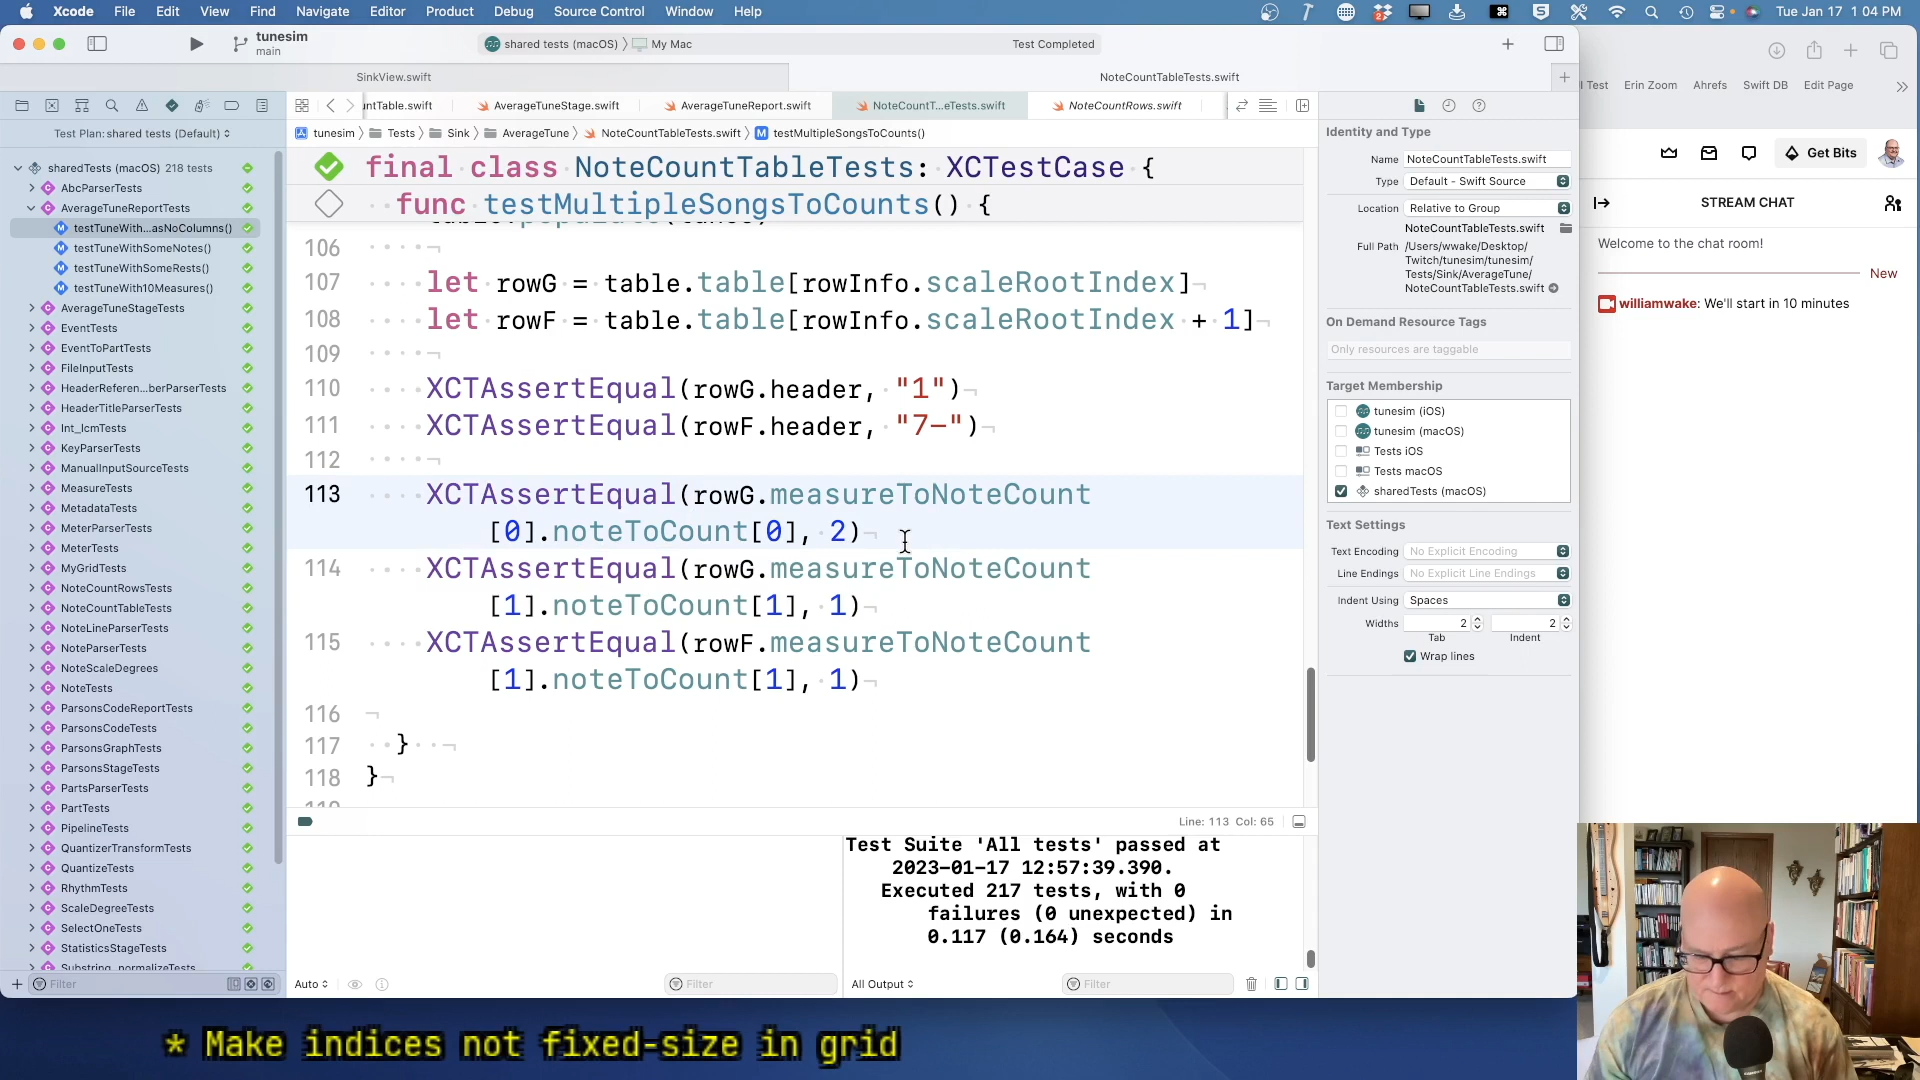 Xcode File Edit View Find Navigate Editor Product Debug Source Control Window Help Tue Jan 17 1:04 PM
tunesim
main
shared tests (macOS) My Mac Test Completed
SinkView.swift NoteCountTableTests.swift
Test Erin Zoom Ahrefs Swift DB Edit Page
untTable.swift AverageTuneStage.swift AverageTuneReport.swift NoteCountT...eTests.swift NoteCountRows.swift
Test Plan: shared tests (Default)
tunesim Tests Sink AverageTune NoteCountTableTests.swift testMultipleSongsToCounts()
sharedTests (macOS) 218 tests
AbcParserTests
AverageTuneReportTests
testTuneWith...asNoColumns()
testTuneWithSomeNotes()
testTuneWithSomeRests()
testTuneWith10Measures()
AverageTuneStageTests
EventTests
EventToPartTests
FileInputTests
HeaderReferen...berParserTests
HeaderTitleParserTests
Int_lcmTests
KeyParserTests
ManualInputSourceTests
MeasureTests
MetadataTests
MeterParserTests
MeterTests
MyGridTests
NoteCountRowsTests
NoteCountTableTests
NoteLineParserTests
NoteParserTests
NoteScaleDegrees
NoteTests
ParsonsCodeReportTests
ParsonsCodeTests
ParsonsGraphTests
ParsonsStageTests
PartsParserTests
PartTests
PipelineTests
QuantizerTransformTests
QuantizeTests
RhythmTests
ScaleDegreeTests
SelectOneTests
StatisticsStageTests
Substring_normalizeTests
Filter
final class NoteCountTableTests: XCTestCase {
func testMultipleSongsToCounts() {
106
107 let rowG = table.table[rowInfo.scaleRootIndex]
108 let rowF = table.table[rowInfo.scaleRootIndex + 1]
109
110 XCTAssertEqual(rowG.header, "1")
111 XCTAssertEqual(rowF.header, "7-")
112
113 XCTAssertEqual(rowG.measureToNoteCount
[0].noteToCount[0], 2)
114 XCTAssertEqual(rowG.measureToNoteCount
[1].noteToCount[1], 1)
115 XCTAssertEqual(rowF.measureToNoteCount
[1].noteToCount[1], 1)
116
117 }
118 }
Line: 113 Col: 65
Test Suite 'All tests' passed at
2023-01-17 12:57:39.390.
Executed 217 tests, with 0
failures (0 unexpected) in
0.117 (0.164) seconds
Auto Filter All Output Filter
Identity and Type
Name NoteCountTableTests.swift
Type Default - Swift Source
Location Relative to Group
NoteCountTableTests.swift
Full Path /Users/wwake/Desktop/
Twitch/tunesim/tunesim/
Tests/Sink/AverageTune/
NoteCountTableTests.swift
On Demand Resource Tags
Only resources are taggable
Target Membership
tunesim (iOS)
tunesim (macOS)
Tests iOS
Tests macOS
sharedTests (macOS)
Text Settings
Text Encoding No Explicit Encoding
Line Endings No Explicit Line Endings
Indent Using Spaces
Widths 2 2
Tab Indent
Wrap lines
Get Bits
STREAM CHAT
Welcome to the chat room!
New
williamwake: We'll start in 10 minutes
* Make indices not fixed-size in grid